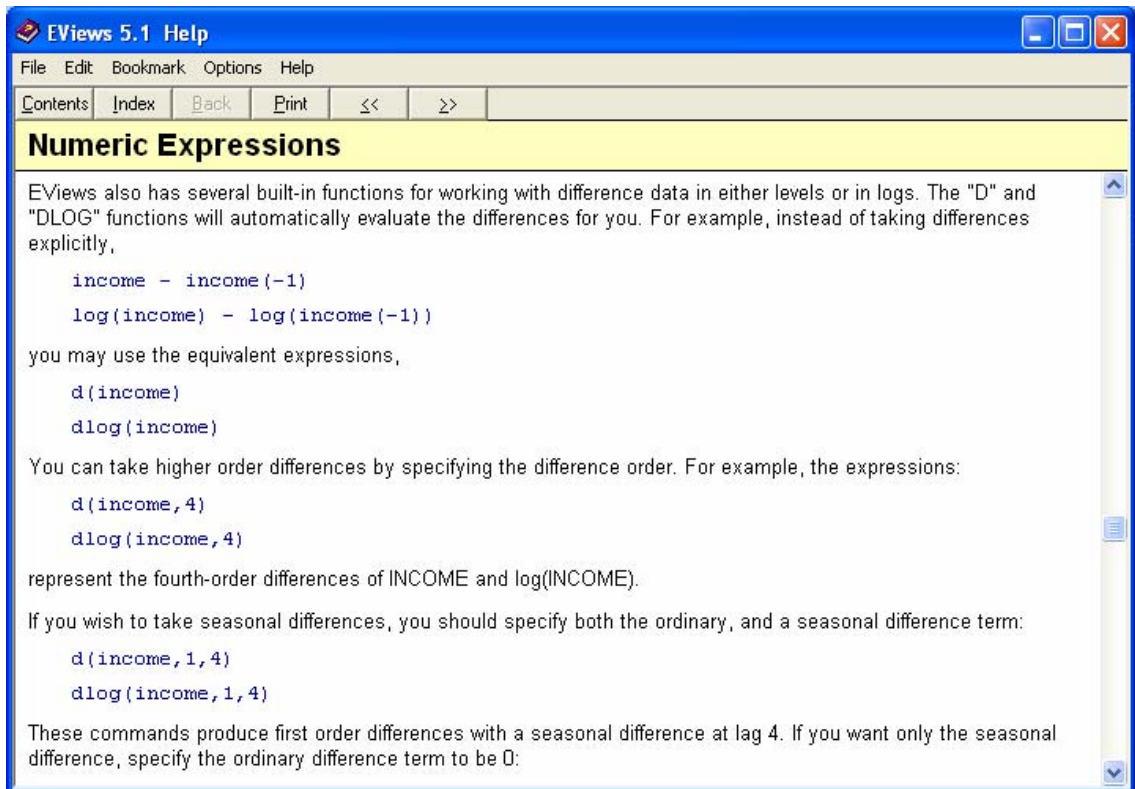 EViews 5.1 Help
File Edit Bookmark Options Help
Contents Index Back Print << >>
Numeric Expressions
EViews also has several built-in functions for working with difference data in either levels or in logs. The "D" and
"DLOG" functions will automatically evaluate the differences for you. For example, instead of taking differences
explicitly,
income - income(-1)
log(income) - log(income(-1))
you may use the equivalent expressions,
d(income)
dlog(income)
You can take higher order differences by specifying the difference order. For example, the expressions:
d(income,4)
dlog(income,4)
represent the fourth-order differences of INCOME and log(INCOME).
If you wish to take seasonal differences, you should specify both the ordinary, and a seasonal difference term:
d(income,1,4)
dlog(income,1,4)
These commands produce first order differences with a seasonal difference at lag 4. If you want only the seasonal
difference, specify the ordinary difference term to be 0: